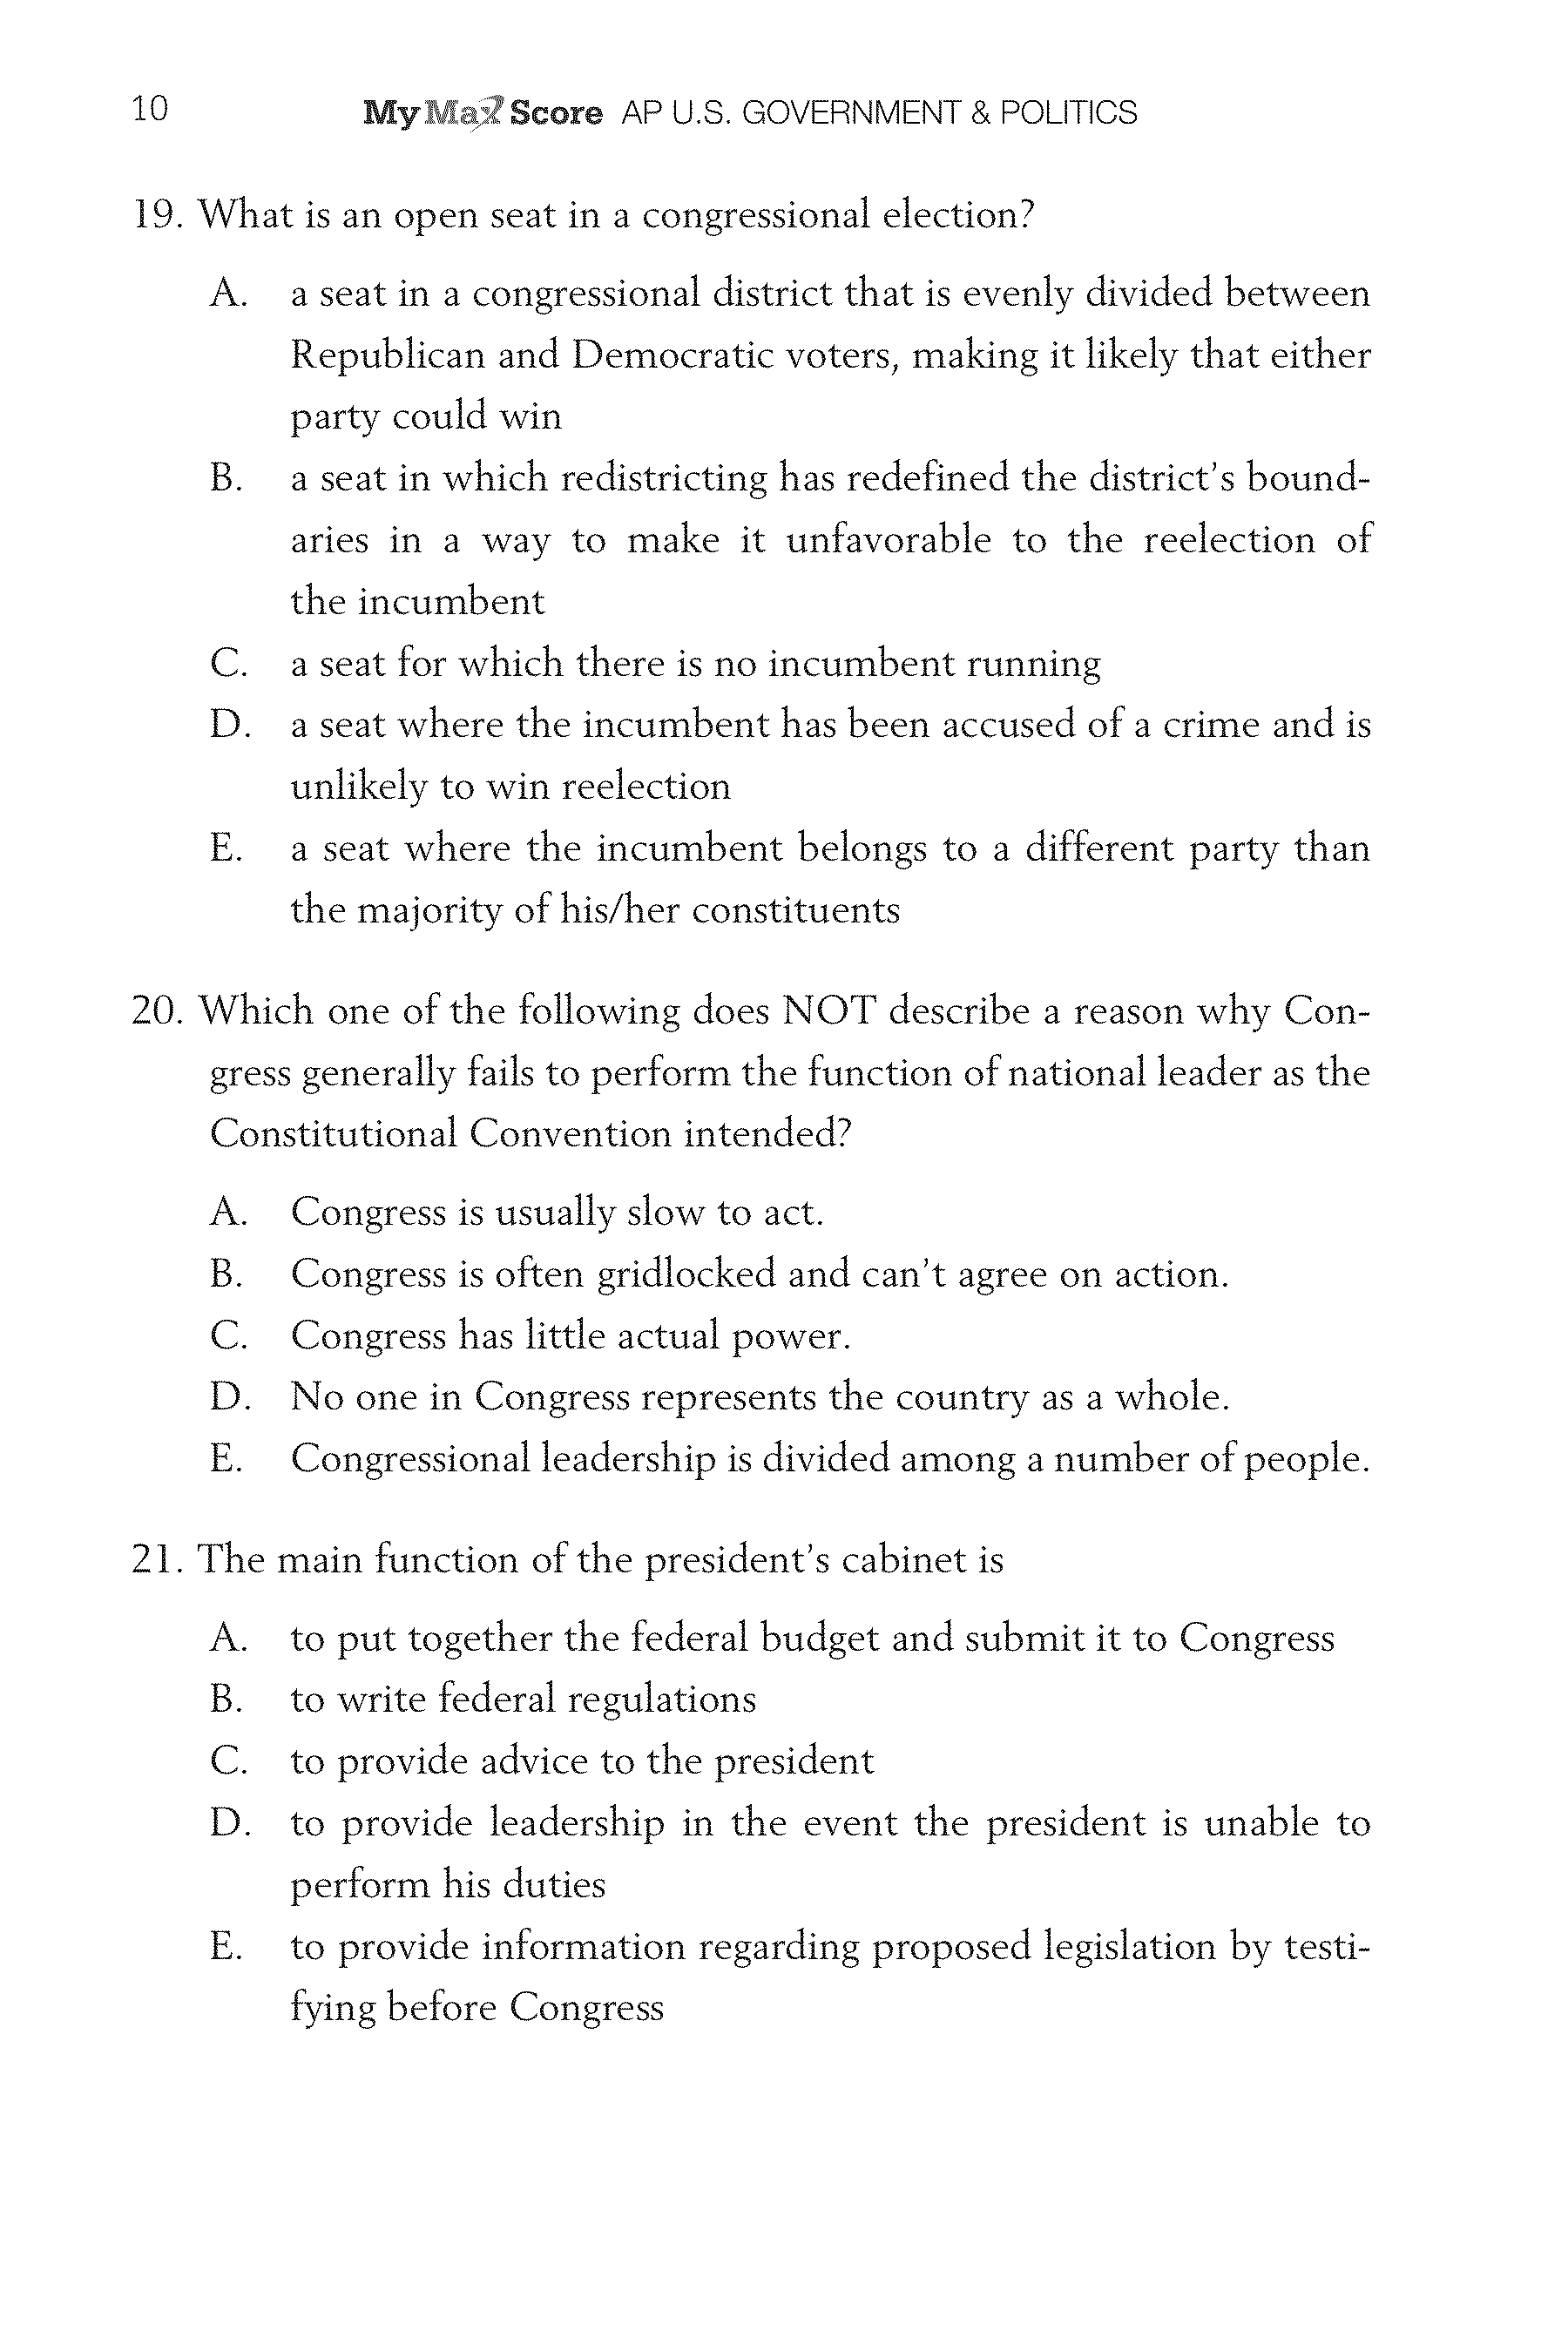 10 MyMaxScore AP U.S. GOVERNMENT & POLITICS
19. What is an open seat in a congressional election?
A. a seat in a congressional district that is evenly divided between
Republican and Democratic voters, making it likely that either
party could win
B. a seat in which redistricting has redefined the district’s bound-
aries in a way to make it unfavorable to the reelection of
the incumbent
C. a seat for which there is no incumbent running
D. a seat where the incumbent has been accused of a crime and is
unlikely to win reelection
E. a seat where the incumbent belongs to a different party than
the majority of his/her constituents
20. Which one of the following does NOT describe a reason why Con-
gress generally fails to perform the function of national leader as the
Constitutional Convention intended?
A. Congress is usually slow to act.
B. Congress is often gridlocked and can’t agree on action.
C. Congress has little actual power.
D. No one in Congress represents the country as a whole.
E. Congressional leadership is divided among a number of people.
21. The main function of the president’s cabinet is
A. to put together the federal budget and submit it to Congress
B. to write federal regulations
C. to provide advice to the president
D. to provide leadership in the event the president is unable to
perform his duties
E. to provide information regarding proposed legislation by testi-
fying before Congress